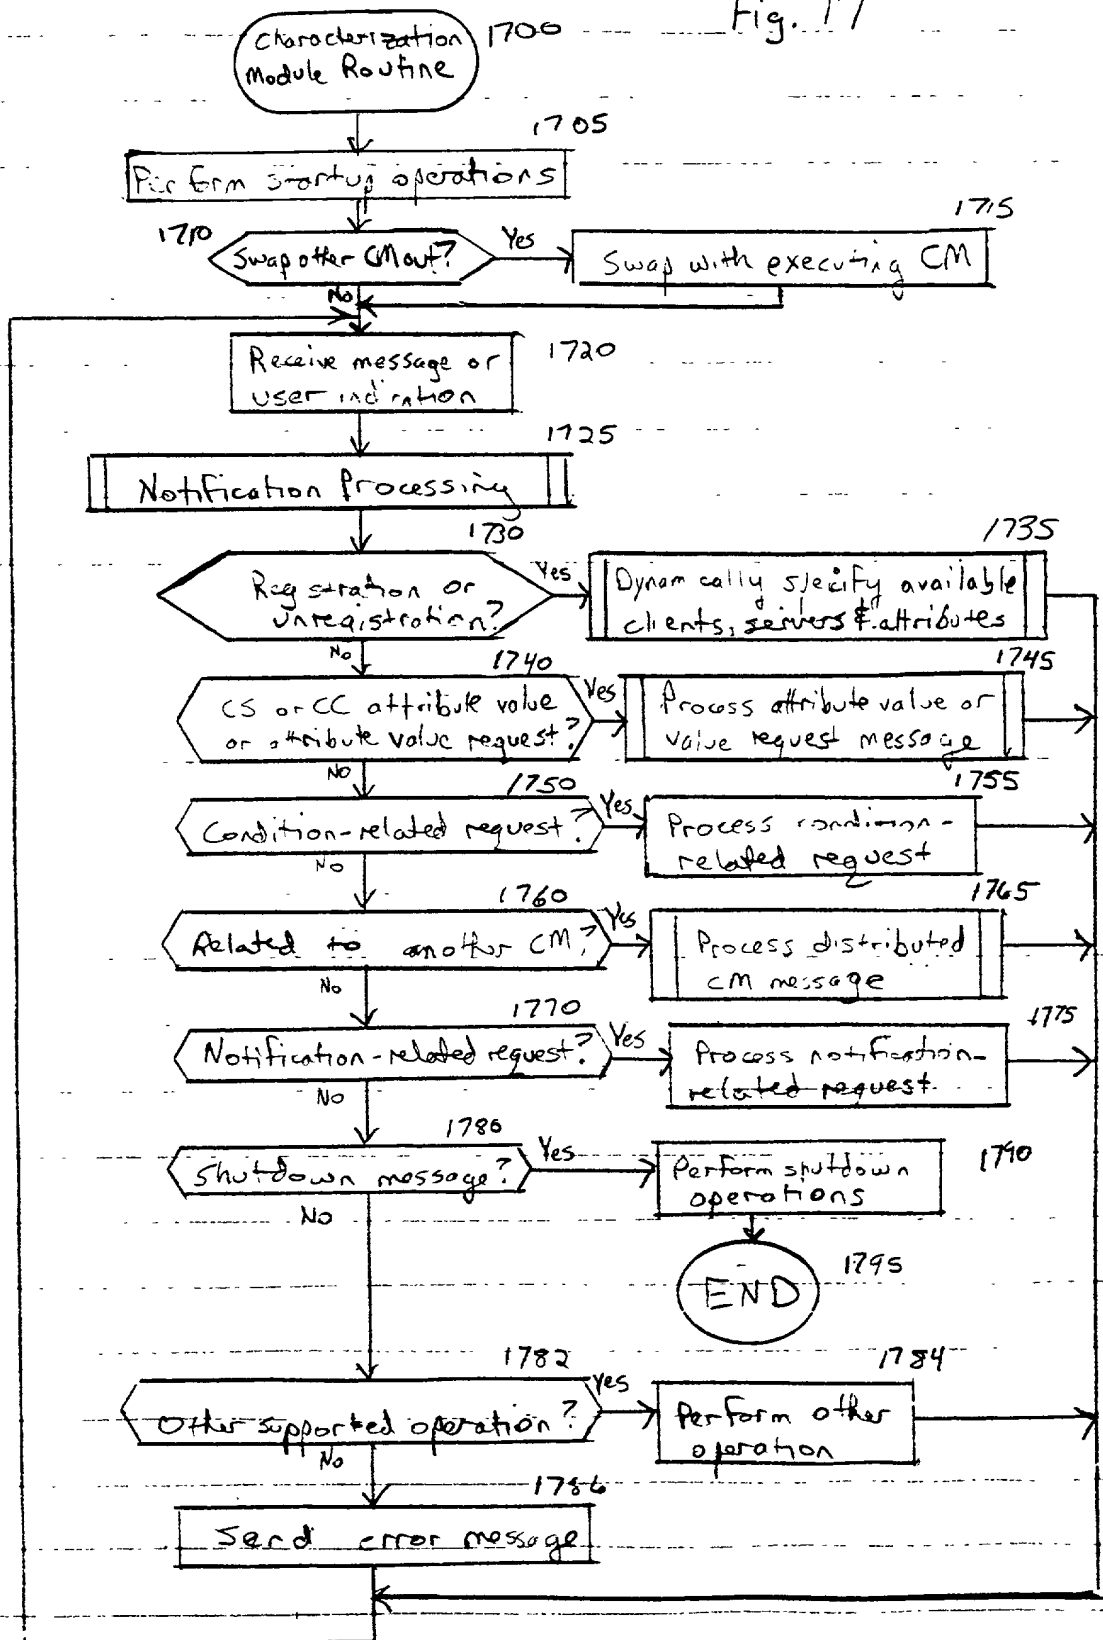 Fig. 17
Characterization
Module Routine
1700
1705
Perform startup operations
1710
Swap other CM out?
Yes
1715
Swap with executing CM
No
Receive message or
user indication
1720
1725
Notification Processing
1730
Registration or
unregistration?
Yes
1735
Dynamically specify available
clients, servers & attributes
No
1740
CS or CC attribute value
or attribute value request?
Yes
1745
Process attribute value or
value request message
No
1750
Condition-related request?
Yes
1755
Process condition-
related request
No
1760
Related to another CM?
Yes
1765
Process distributed
CM message
No
1770
Notification-related request?
Yes
1775
Process notification-
related request
No
1780
Shutdown message?
Yes
1790
Perform shutdown
operations
No
1795
END
1782
Other supported operation?
Yes
1784
Perform other
operation
No
1786
Send error message